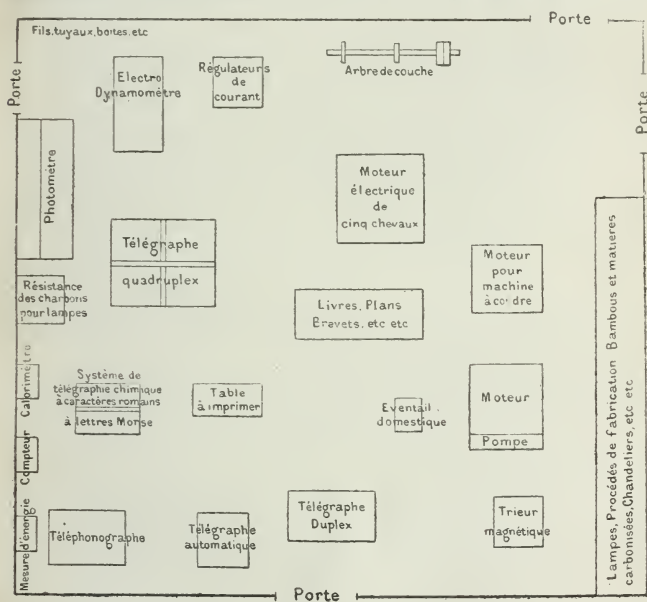 Porte
Fils, tuyaux, boites, etc
Porte
Porte
Electro
Dynamomètre
Régulateurs
de
courant
Arbre de couche
Photomètre
Moteur
électrique
de
cinq chevaux
Télégraphe
quadruplex
Moteur
pour
machine
à coudre
Résistance
des charbons
pour lampes
Livres, Plans
Brevets, etc etc
Lampes, Procédés de fabrication Bambous et matieres
carbonisées, Chandeliers, etc etc
Calorimètre
Système de
télégraphie chimique
à caractères romains
à lettres Morse
Table
à imprimer
Eventail
domestique
Moteur
Pompe
Compteur
Mesure d'énergie
Téléphonographe
Télégraphe
automatique
Télégraphe
Duplex
Trieur
magnétique
Porte